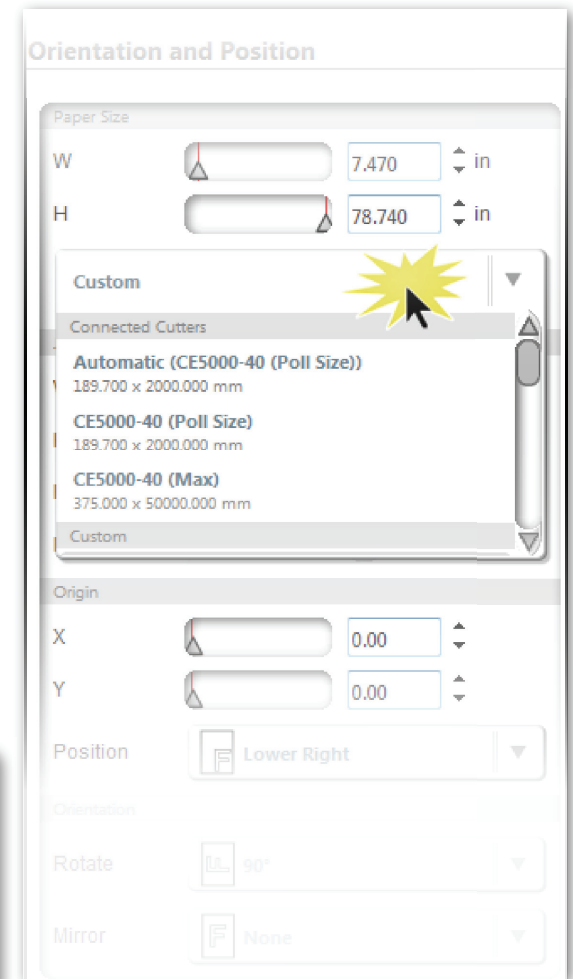 Orientation and Position
Paper Size
W 7.470 in
H 78.740 in
Custom
Connected Cutters
Automatic (CE5000-40 (Poll Size))
189.700 x 2000.000 mm
CE5000-40 (Poll Size)
189.700 x 2000.000 mm
CE5000-40 (Max)
375.000 x 50000.000 mm
Custom
Origin
X 0.00
Y 0.00
Position F Lower Right
Orientation
Rotate 90°
Mirror F None